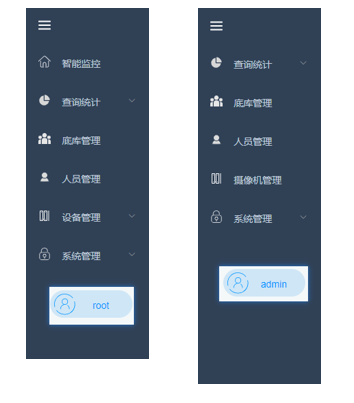 智能监控
查询统计
底库管理
人员管理
设备管理
系统管理
root
查询统计
底库管理
人员管理
摄像机管理
系统管理
admin